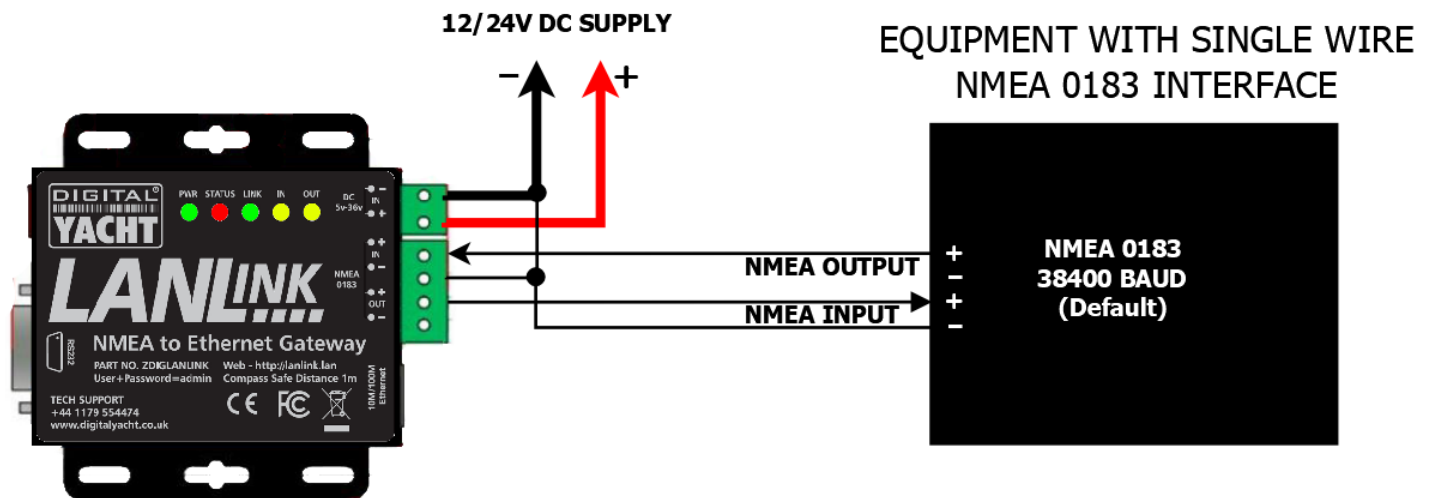 12/24V DC SUPPLY
− +
EQUIPMENT WITH SINGLE WIRE
NMEA 0183 INTERFACE
DIGITAL®
YACHT
PWR STATUS LINK IN OUT
DC
5v-36v
− IN +
+ IN −
NMEA
0183
+ OUT −
LANLINK
NMEA to Ethernet Gateway
RS232
PART NO. ZDIGLANLINK Web - http://lanlink.lan
User+Password=admin Compass Safe Distance 1m
10M/100M
Ethernet
TECH SUPPORT
+44 1179 554474
www.digitalyacht.co.uk
CE FC
NMEA OUTPUT
NMEA INPUT
+
−
+
−
NMEA 0183
38400 BAUD
(Default)